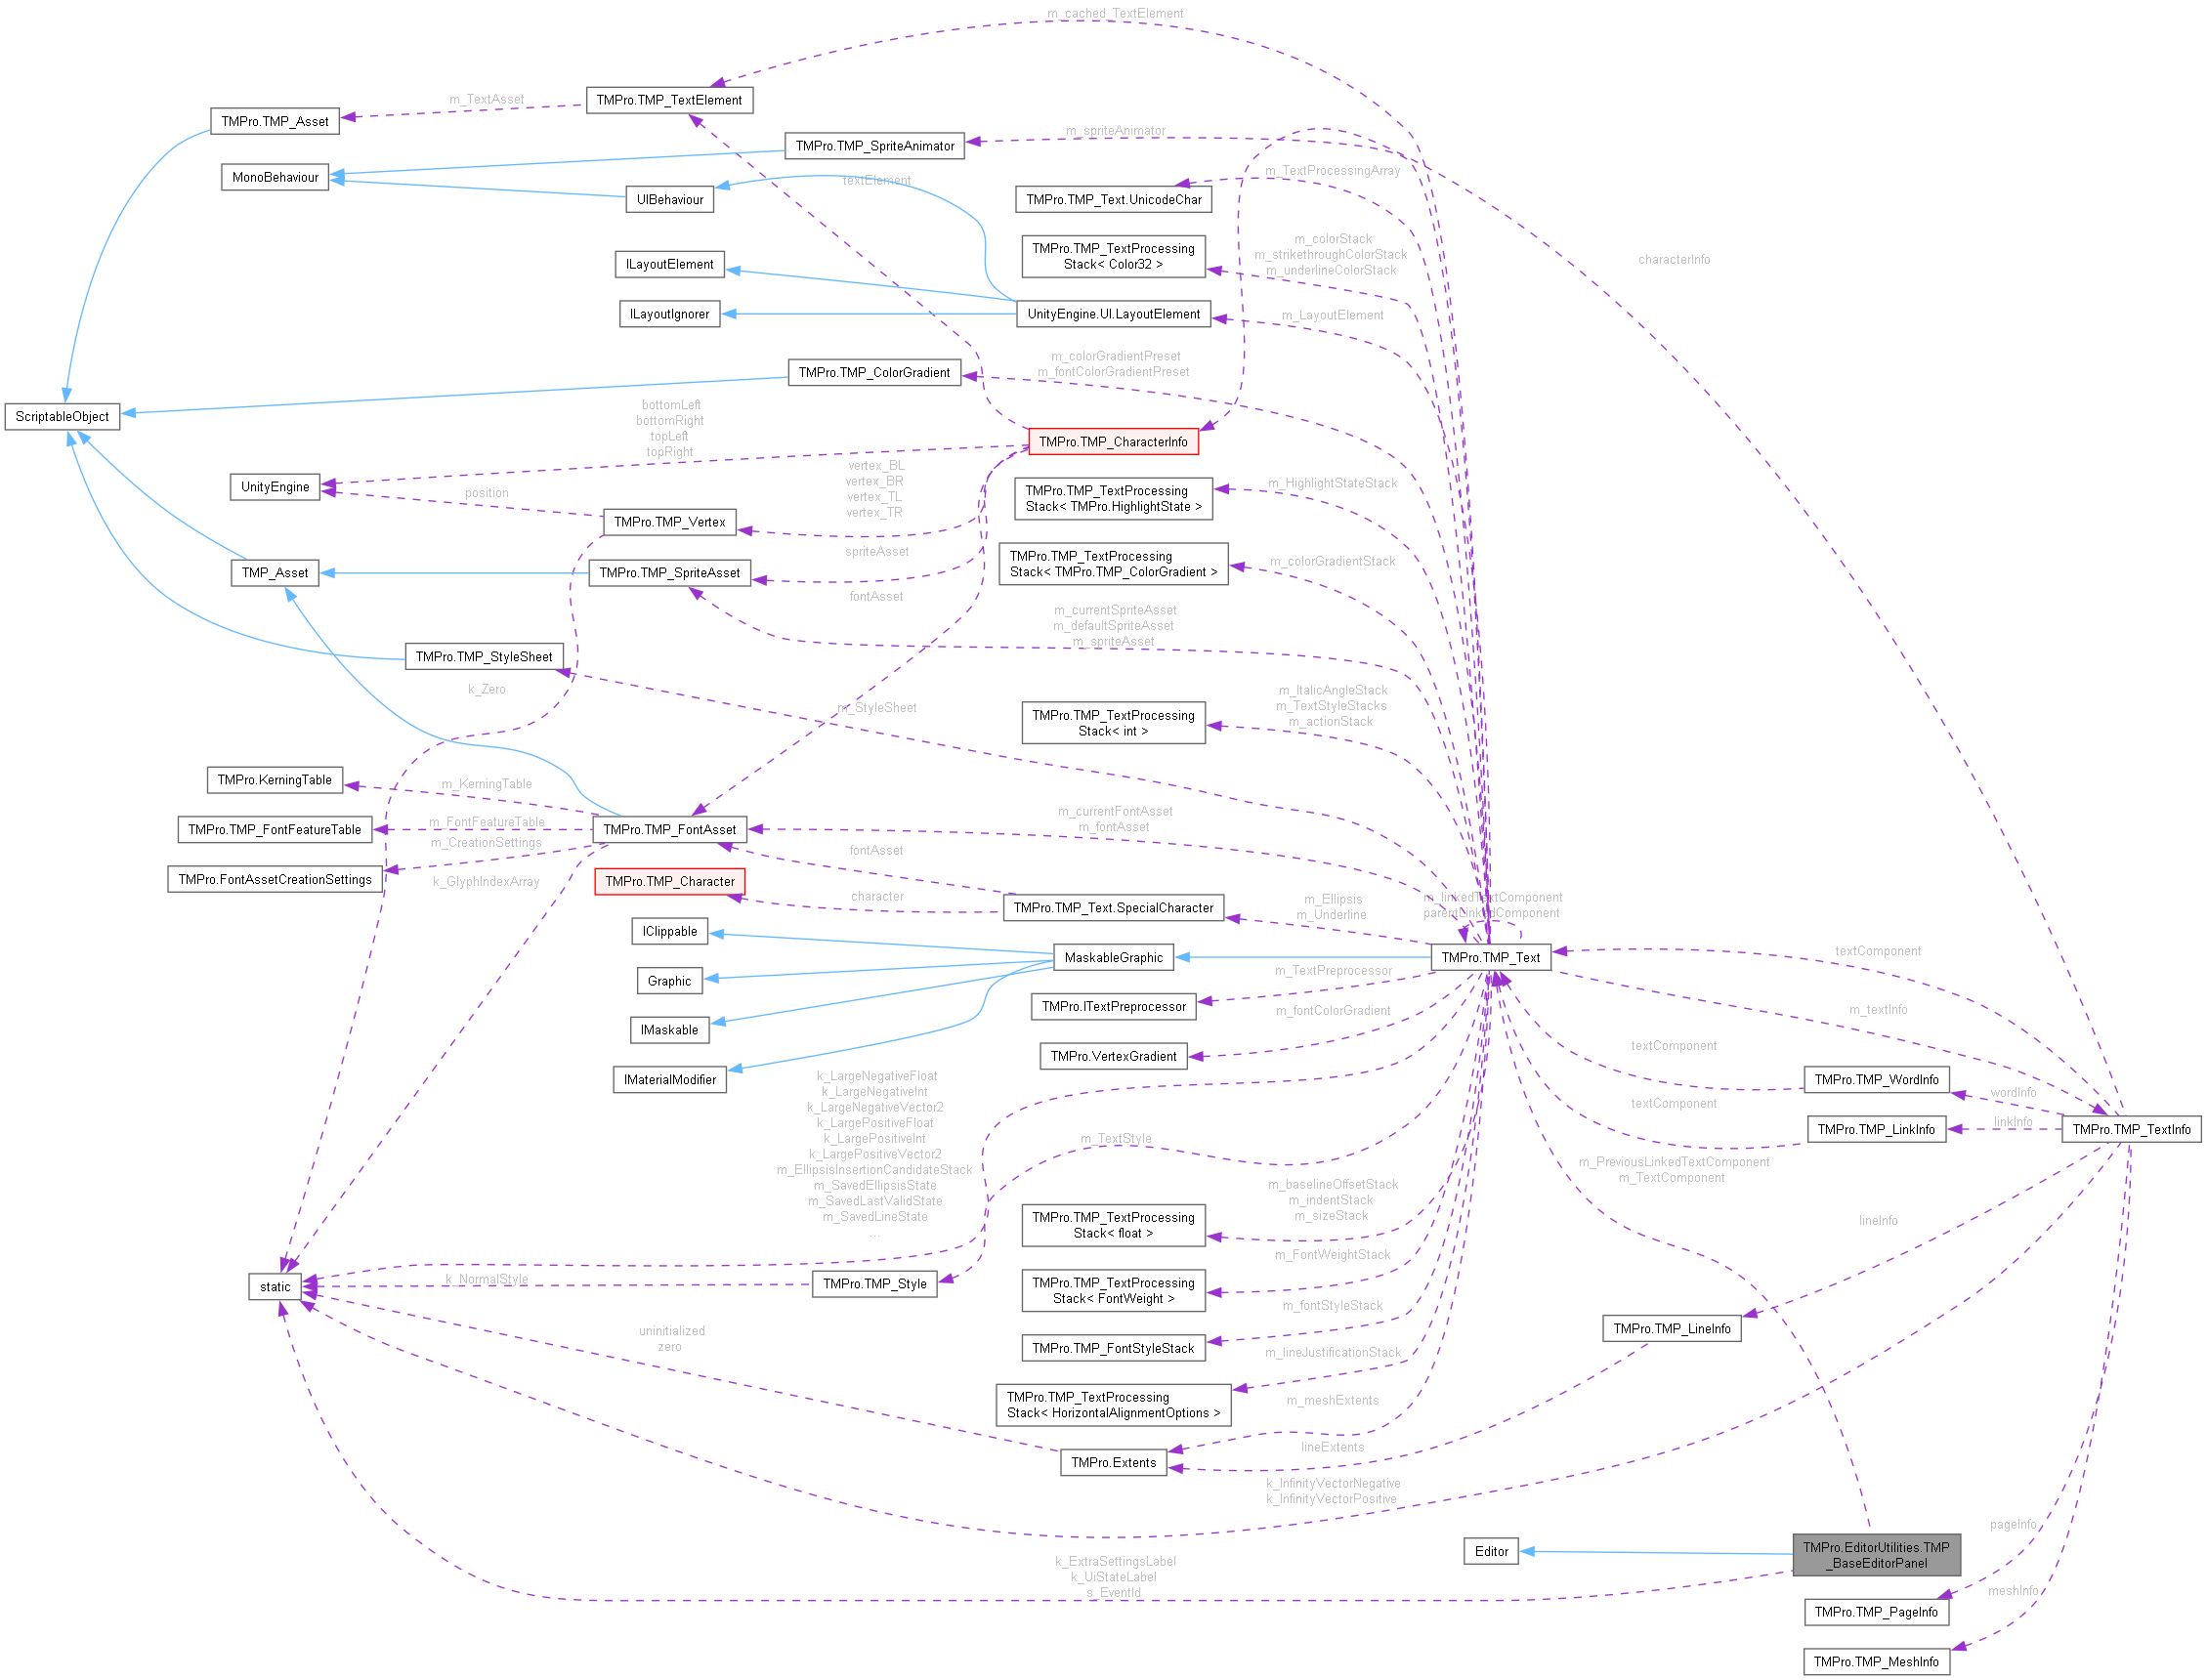 m_cached_TextElement
m_TextAsset
TMPro.TMP_TextElement
TMPro.TMP_Asset
m_spriteAnimator
TMPro.TMP_SpriteAnimator
MonoBehaviour
textElement
m_TextProcessingArray
UIBehaviour
TMPro.TMP_Text.UnicodeChar
m_colorStack
m_strikethroughColorStack
m_underlineColorStack
TMPro.TMP_TextProcessing
Stack< Color32 >
characterInfo
ILayoutElement
ILayoutIgnorer
UnityEngine.UI.LayoutElement
m_LayoutElement
m_colorGradientPreset
m_fontColorGradientPreset
TMPro.TMP_ColorGradient
ScriptableObject
bottomLeft
bottomRight
topLeft
topRight
TMPro.TMP_CharacterInfo
UnityEngine
position
vertex_BL
vertex_BR
vertex_TL
vertex_TR
TMPro.TMP_TextProcessing
Stack< TMPro.HighlightState >
m_HighlightStateStack
TMPro.TMP_Vertex
spriteAsset
TMPro.TMP_TextProcessing
Stack< TMPro.TMP_ColorGradient >
m_colorGradientStack
TMP_Asset
TMPro.TMP_SpriteAsset
fontAsset
m_currentSpriteAsset
m_defaultSpriteAsset
m_spriteAsset
TMPro.TMP_StyleSheet
k_Zero
m_StyleSheet
m_ItalicAngleStack
m_TextStyleStacks
m_actionStack
TMPro.TMP_TextProcessing
Stack< int >
TMPro.KerningTable
m_KerningTable
TMPro.TMP_FontFeatureTable
m_FontFeatureTable
m_CreationSettings
TMPro.TMP_FontAsset
m_currentFontAsset
m_fontAsset
TMPro.FontAssetCreationSettings
k_GlyphIndexArray
fontAsset
TMPro.TMP_Character
character
TMPro.TMP_Text.SpecialCharacter
m_Ellipsis
m_Underline
m_linkedTextComponent
parentLinkedComponent
IClippable
MaskableGraphic
TMPro.TMP_Text
textComponent
Graphic
m_TextPreprocessor
TMPro.ITextPreprocessor
m_fontColorGradient
m_textInfo
IMaskable
TMPro.VertexGradient
textComponent
IMaterialModifier
TMPro.TMP_WordInfo
wordInfo
textComponent
TMPro.TMP_LinkInfo
linkInfo
TMPro.TMP_TextInfo
k_LargeNegativeFloat
k_LargeNegativeInt
k_LargeNegativeVector2
k_LargePositiveFloat
k_LargePositiveInt
k_LargePositiveVector2
m_EllipsisInsertionCandidateStack
m_SavedEllipsisState
m_SavedLastValidState
m_SavedLineState
...
m_TextStyle
m_PreviousLinkedTextComponent
m_TextComponent
m_baselineOffsetStack
m_indentStack
m_sizeStack
TMPro.TMP_TextProcessing
Stack< float >
lineInfo
static
k_NormalStyle
TMPro.TMP_Style
m_FontWeightStack
TMPro.TMP_TextProcessing
Stack< FontWeight >
m_fontStyleStack
TMPro.TMP_FontStyleStack
uninitialized
zero
TMPro.TMP_LineInfo
m_lineJustificationStack
TMPro.TMP_TextProcessing
Stack< HorizontalAlignmentOptions >
m_meshExtents
TMPro.Extents
lineExtents
k_InfinityVectorNegative
k_InfinityVectorPositive
pageInfo
Editor
TMPro.EditorUtilities.TMP
_BaseEditorPanel
k_ExtraSettingsLabel
k_UiStateLabel
s_EventId
meshInfo
TMPro.TMP_PageInfo
TMPro.TMP_MeshInfo